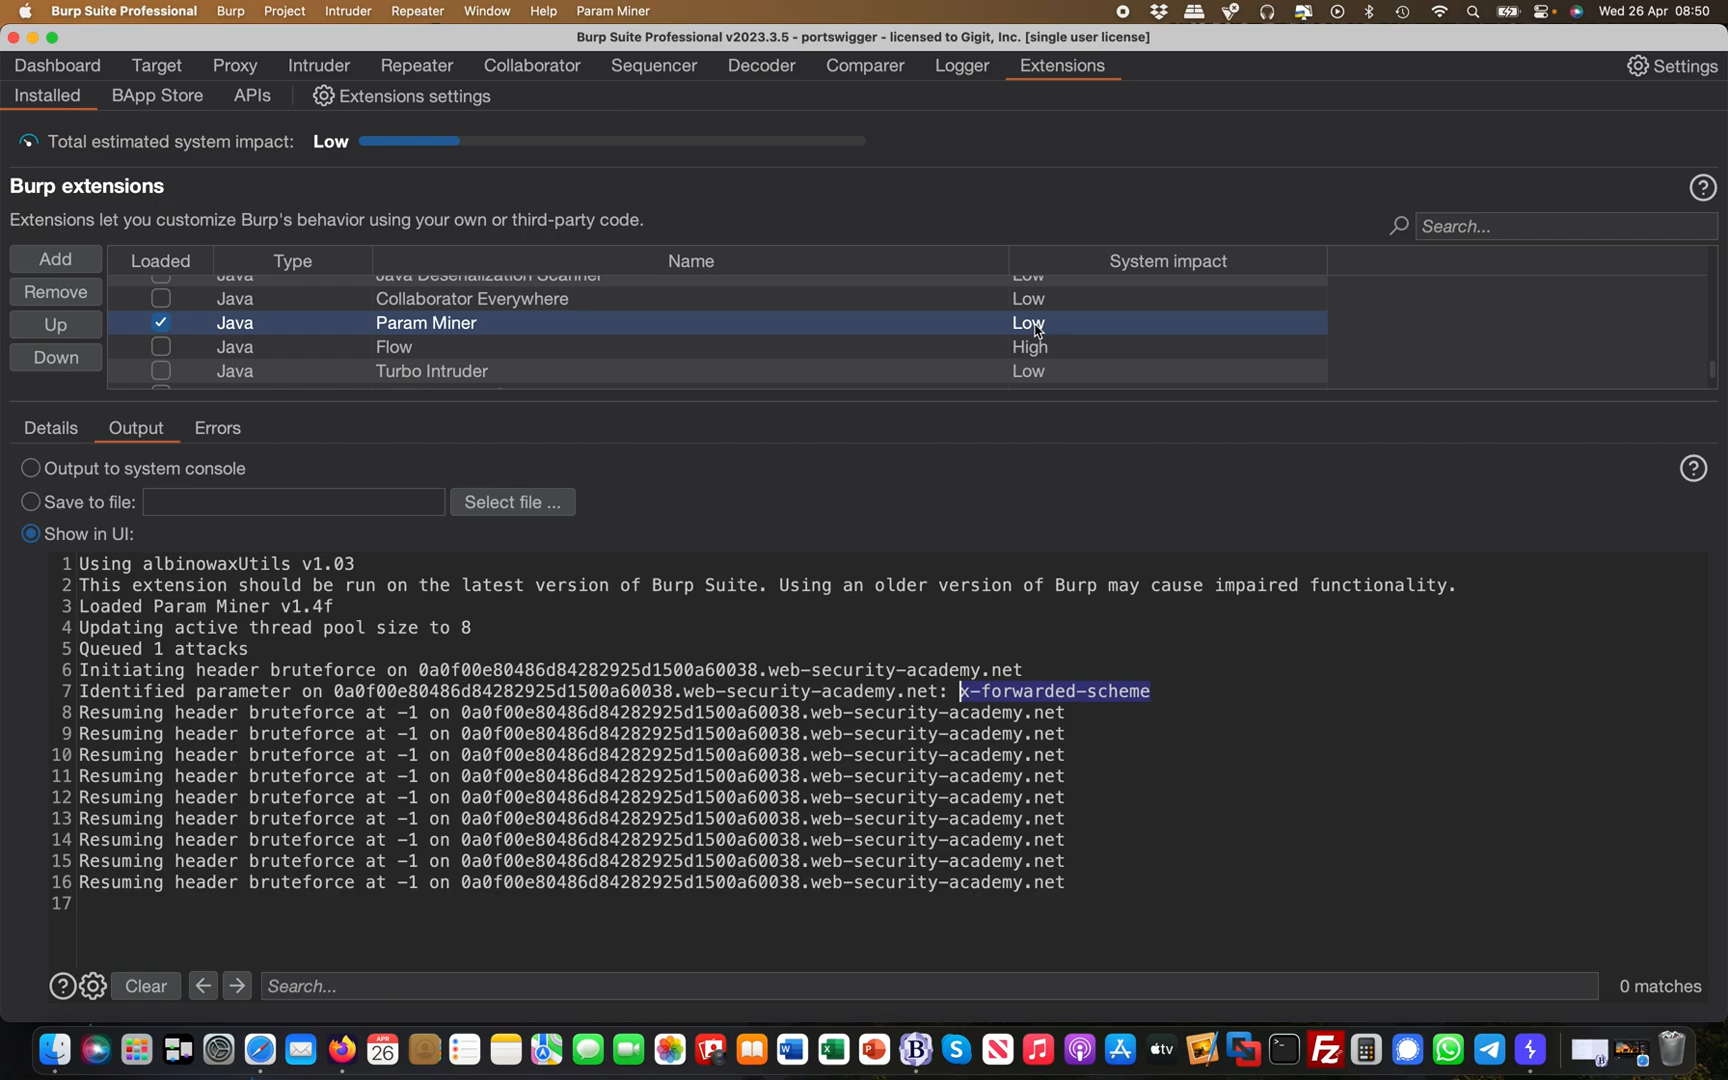 Burp Suite Professional Burp Project Intruder Repeater Window Help Param Miner Wed 26 Apr 08:50
Burp Suite Professional v2023.3.5 - portswigger - licensed to Gigit, Inc. [single user license]
Dashboard Target Proxy Intruder Repeater Collaborator Sequencer Decoder Comparer Logger Extensions Settings
Installed BApp Store APIs Extensions settings
Total estimated system impact: Low
Burp extensions
Extensions let you customize Burp's behavior using your own or third-party code.
Search...
Add Loaded Type Name System impact
Java Java Deserialization Scanner Low
Remove Java Collaborator Everywhere Low
Up Java Param Miner Low
Down Java Flow High
Java Turbo Intruder Low
Details Output Errors
Output to system console
Save to file: Select file ...
Show in UI:
1 Using albinowaxUtils v1.03
2 This extension should be run on the latest version of Burp Suite. Using an older version of Burp may cause impaired functionality.
3 Loaded Param Miner v1.4f
4 Updating active thread pool size to 8
5 Queued 1 attacks
6 Initiating header bruteforce on 0a0f00e80486d84282925d1500a60038.web-security-academy.net
7 Identified parameter on 0a0f00e80486d84282925d1500a60038.web-security-academy.net: x-forwarded-scheme
8 Resuming header bruteforce at -1 on 0a0f00e80486d84282925d1500a60038.web-security-academy.net
9 Resuming header bruteforce at -1 on 0a0f00e80486d84282925d1500a60038.web-security-academy.net
10 Resuming header bruteforce at -1 on 0a0f00e80486d84282925d1500a60038.web-security-academy.net
11 Resuming header bruteforce at -1 on 0a0f00e80486d84282925d1500a60038.web-security-academy.net
12 Resuming header bruteforce at -1 on 0a0f00e80486d84282925d1500a60038.web-security-academy.net
13 Resuming header bruteforce at -1 on 0a0f00e80486d84282925d1500a60038.web-security-academy.net
14 Resuming header bruteforce at -1 on 0a0f00e80486d84282925d1500a60038.web-security-academy.net
15 Resuming header bruteforce at -1 on 0a0f00e80486d84282925d1500a60038.web-security-academy.net
16 Resuming header bruteforce at -1 on 0a0f00e80486d84282925d1500a60038.web-security-academy.net
17
Clear Search... 0 matches
APR 26 tv